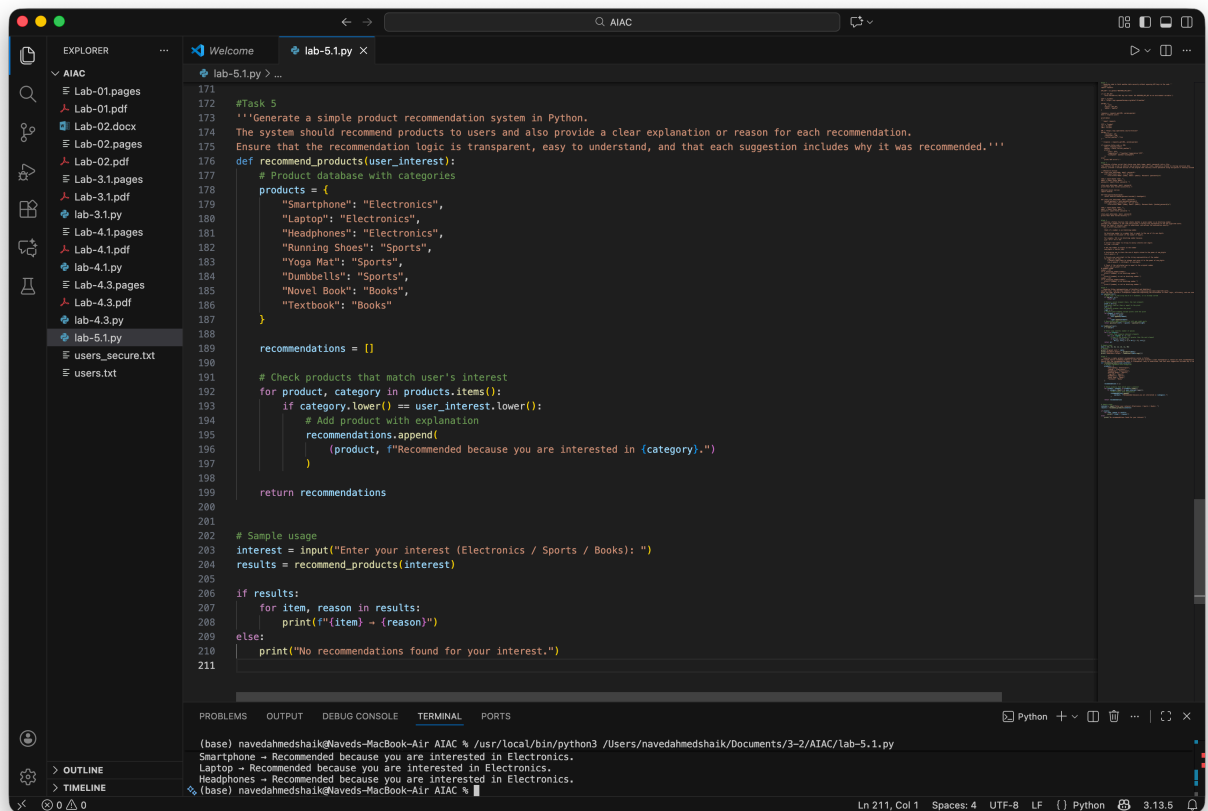 AIAC
EXPLORER
AIAC
Lab-01.pages
Lab-01.pdf
Lab-02.docx
Lab-02.pages
Lab-02.pdf
Lab-3.1.pages
Lab-3.1.pdf
lab-3.1.py
Lab-4.1.pages
Lab-4.1.pdf
lab-4.1.py
Lab-4.3.pages
Lab-4.3.pdf
lab-4.3.py
lab-5.1.py
users_secure.txt
users.txt
OUTLINE
TIMELINE
Welcome
lab-5.1.py
lab-5.1.py > ...
171
172 #Task 5
173 '''Generate a simple product recommendation system in Python.
174 The system should recommend products to users and also provide a clear explanation or reason for each recommendation.
175 Ensure that the recommendation logic is transparent, easy to understand, and that each suggestion includes why it was recommended.'''
176 def recommend_products(user_interest):
177     # Product database with categories
178     products = {
179         "Smartphone": "Electronics",
180         "Laptop": "Electronics",
181         "Headphones": "Electronics",
182         "Running Shoes": "Sports",
183         "Yoga Mat": "Sports",
184         "Dumbbells": "Sports",
185         "Novel Book": "Books",
186         "Textbook": "Books"
187     }
188
189     recommendations = []
190
191     # Check products that match user's interest
192     for product, category in products.items():
193         if category.lower() == user_interest.lower():
194             # Add product with explanation
195             recommendations.append(
196                 (product, f"Recommended because you are interested in {category}.")
197             )
198
199     return recommendations
200
201
202 # Sample usage
203 interest = input("Enter your interest (Electronics / Sports / Books): ")
204 results = recommend_products(interest)
205
206 if results:
207     for item, reason in results:
208         print(f"{item} → {reason}")
209 else:
210     print("No recommendations found for your interest.")
211
PROBLEMS OUTPUT DEBUG CONSOLE TERMINAL PORTS
Python
(base) navedahmedshaik@Naveds-MacBook-Air AIAC % /usr/local/bin/python3 /Users/navedahmedshaik/Documents/3-2/AIAC/lab-5.1.py
Smartphone → Recommended because you are interested in Electronics.
Laptop → Recommended because you are interested in Electronics.
Headphones → Recommended because you are interested in Electronics.
(base) navedahmedshaik@Naveds-MacBook-Air AIAC %
0 0
Ln 211, Col 1 Spaces: 4 UTF-8 LF {} Python 3.13.5